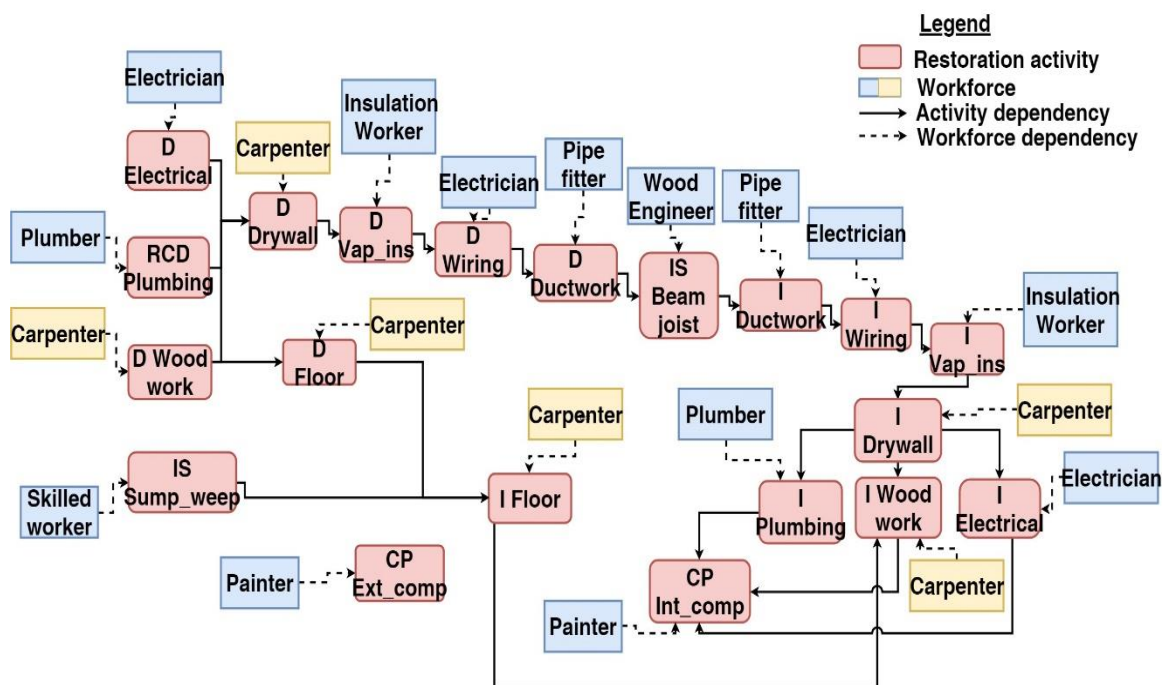 Legend
Restoration activity
Workforce
Activity dependency
Workforce dependency
Electrician
Insulation
Worker
D
Electrical
Carpenter
Pipe
fitter
Wood
Engineer
Pipe
fitter
Electrician
D
Drywall
D
Vap_ins
D
Wiring
Electrician
Plumber
RCD
Plumbing
D
Ductwork
IS
Beam
joist
I
Ductwork
I
Wiring
I
Vap_ins
Insulation
Worker
Carpenter
D Wood
work
D
Floor
Carpenter
Carpenter
Plumber
I
Drywall
Carpenter
Skilled
worker
IS
Sump_weep
I Floor
I
Plumbing
I Wood
work
I
Electrical
Electrician
Painter
CP
Ext_comp
CP
Int_comp
Carpenter
Painter